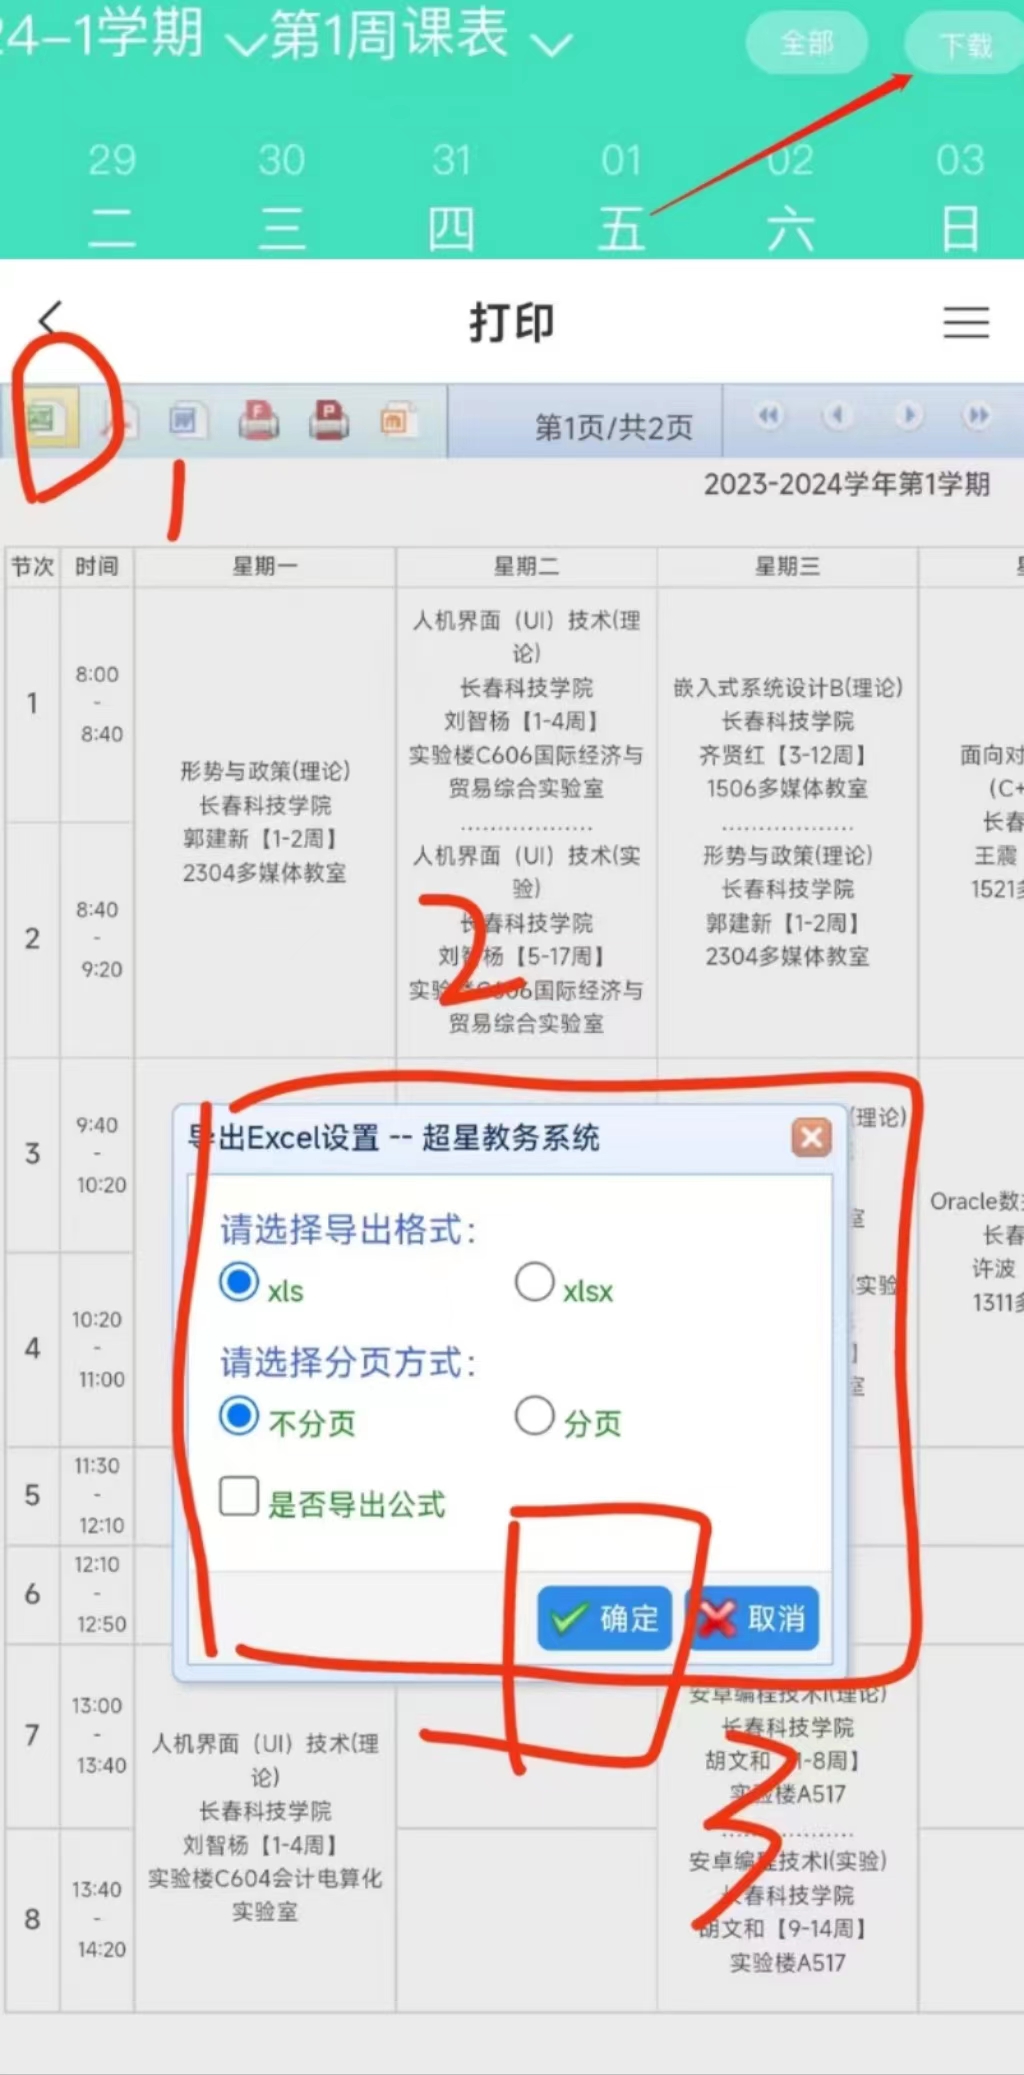 24-1学期 第1周课表 全部 下载
29 30 31 01 02 03
二 三 四 五 六 日
打印
第1页/共2页
1
2023-2024学年第1学期
节次 时间 星期一 星期二 星期三
1
8:00
-
8:40
2
8:40
-
9:20
形势与政策(理论)
长春科技学院
郭建新【1-2周】
2304多媒体教室
人机界面（UI）技术(理
论)
长春科技学院
刘智杨【1-4周】
实验楼C606国际经济与
贸易综合实验室
人机界面（UI）技术(实
验)
长春科技学院
刘智杨【5-17周】
实验楼C606国际经济与
贸易综合实验室
2
嵌入式系统设计B(理论)
长春科技学院
齐贤红【3-12周】
1506多媒体教室
形势与政策(理论)
长春科技学院
郭建新【1-2周】
2304多媒体教室
面向对
(C+
长春
王震
1521
3
9:40
-
10:20
4
10:20
-
11:00
理论)
室
(实验
】
室
Oracle数
长春
许波
1311
导出Excel设置 -- 超星教务系统
请选择导出格式：
xls xlsx
请选择分页方式：
不分页 分页
是否导出公式
确定 取消
5
11:30
-
12:10
6
12:10
-
12:50
7
13:00
-
13:40
8
13:40
-
14:20
人机界面（UI）技术(理
论)
长春科技学院
刘智杨【1-4周】
实验楼C604会计电算化
实验室
安卓编程技术I(理论)
长春科技学院
胡文和【1-8周】
实验楼A517
安卓编程技术I(实验)
长春科技学院
胡文和【9-14周】
实验楼A517
3